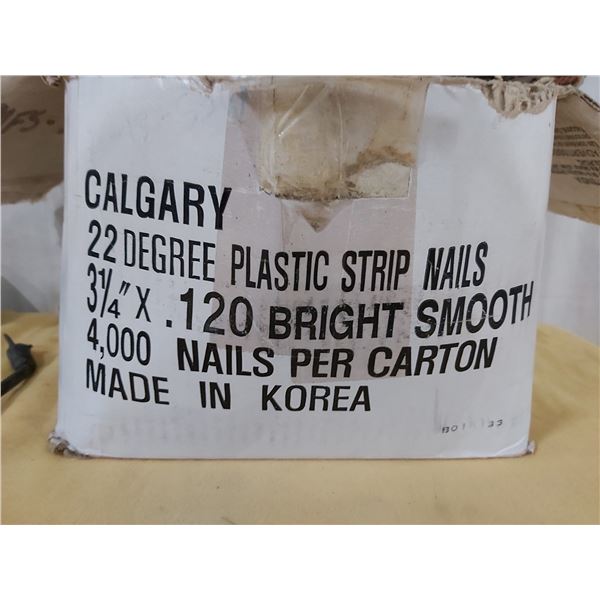 CALGARY
22 DEGREE PLASTIC STRIP NAILS
3¼" X .120 BRIGHT SMOOTH
4,000 NAILS PER CARTON
MADE IN KOREA